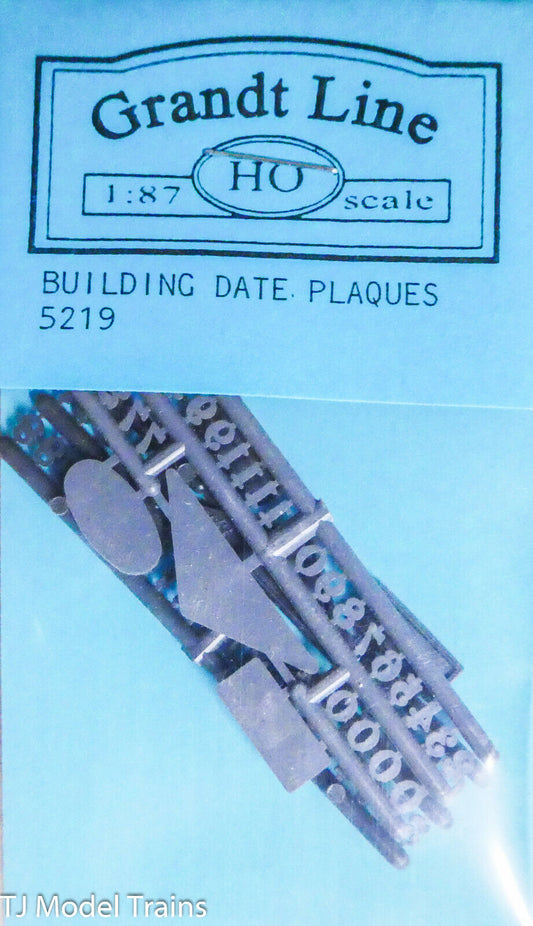 Grandt Line
1:87 HO scale
BUILDING DATE PLAQUES
5219
TJ Model Trains